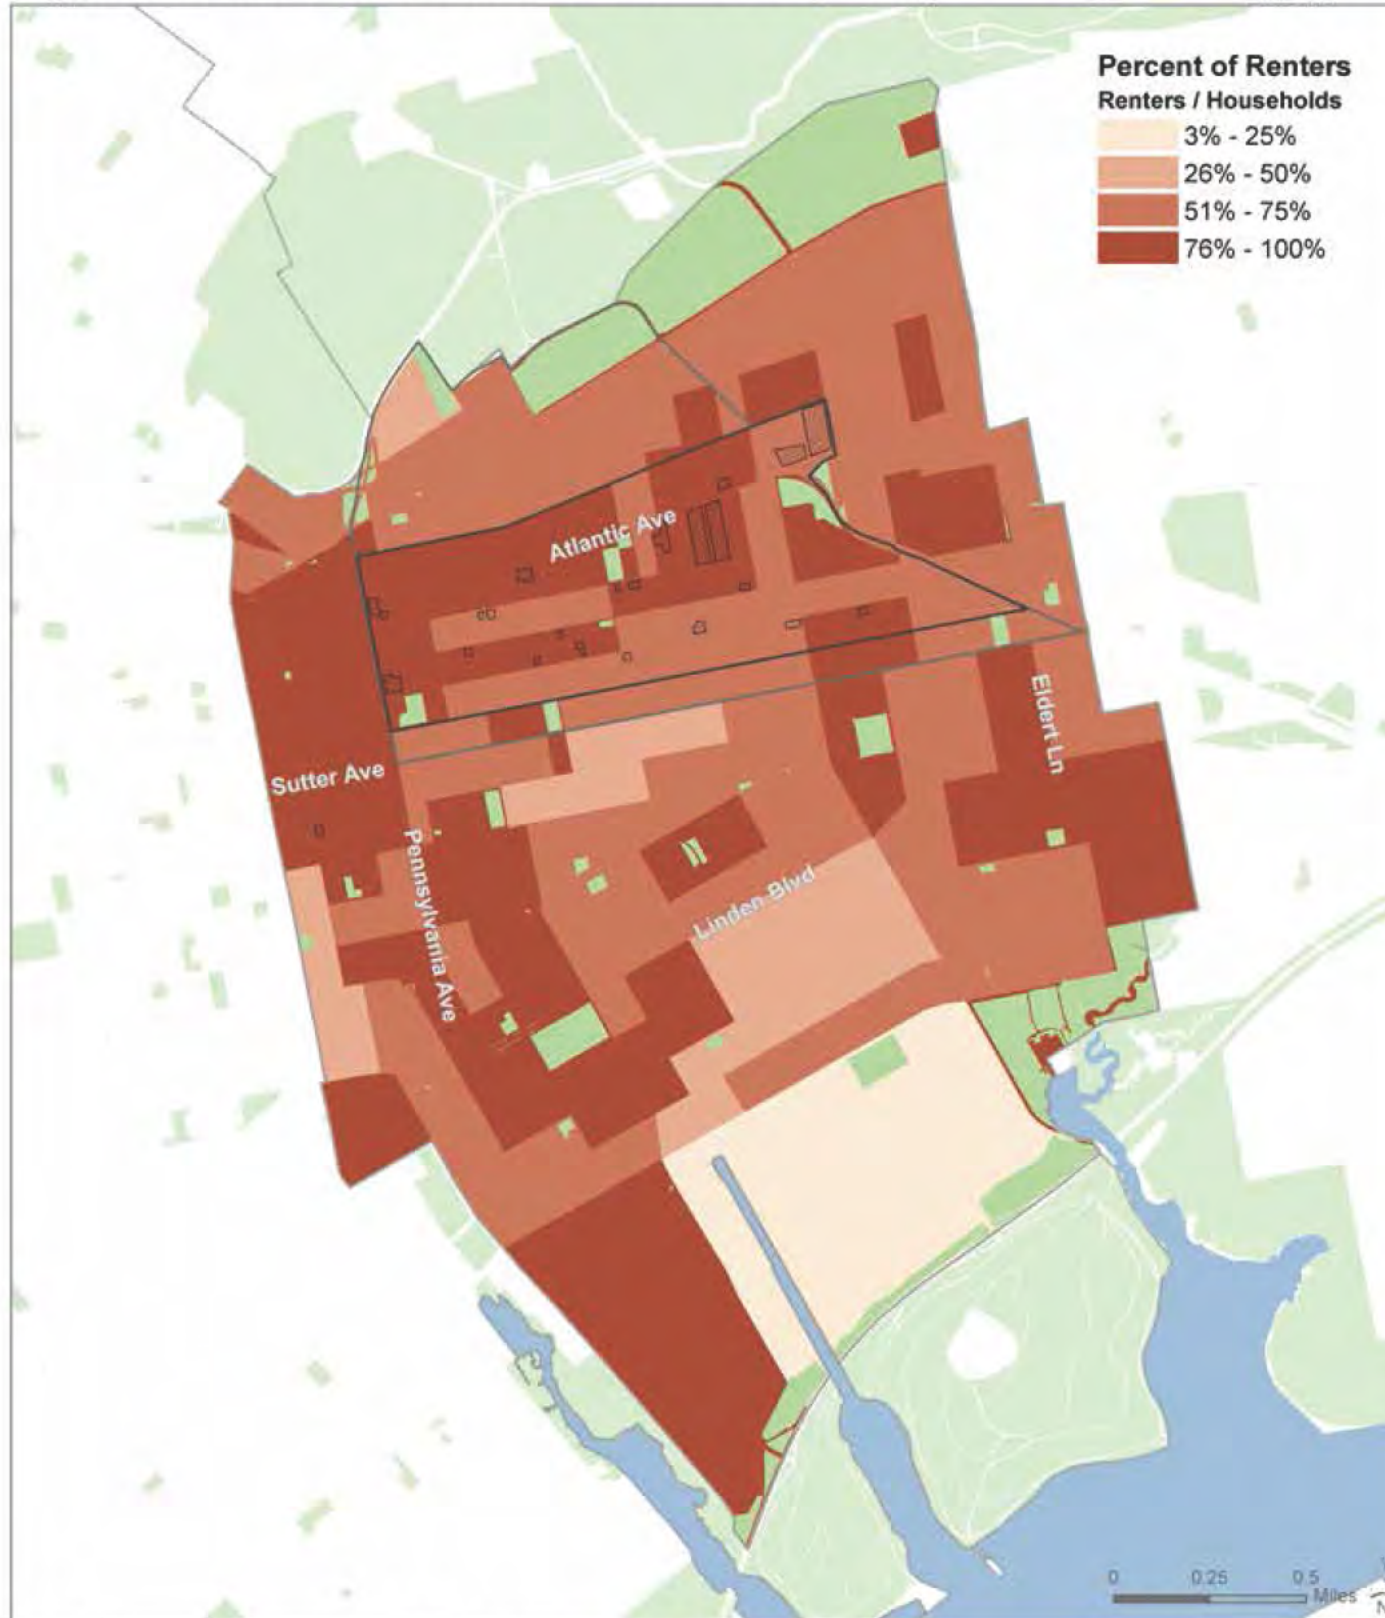 Percent of Renters
Renters / Households
3% - 25%
26% - 50%
51% - 75%
76% - 100%
Atlantic Ave
Eldert Ln
Sutter Ave
Pennsylvania Ave
Linden Blvd
0 0.25 0.5
Miles
N